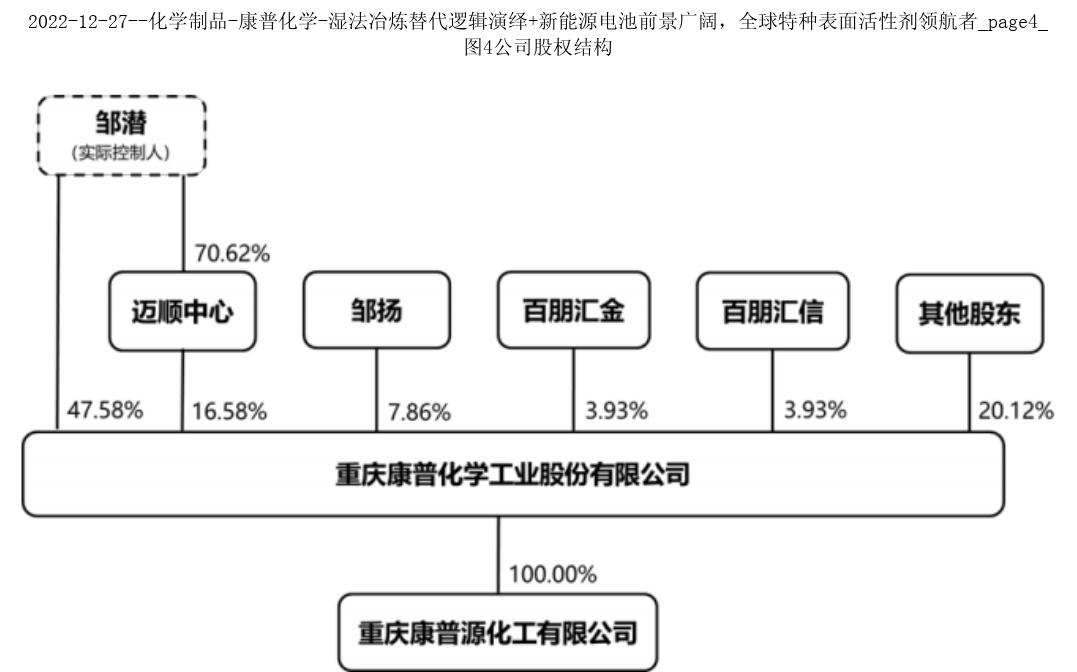 2022-12-27--化学制品-康普化学-湿法冶炼替代逻辑演绎+新能源电池前景广阔，全球特种表面活性剂领航者_page4_
图4公司股权结构
邹潜
(实际控制人)
70.62%
迈顺中心
邹扬
百朋汇金
百朋汇信
其他股东
47.58%
16.58%
7.86%
3.93%
3.93%
20.12%
重庆康普化学工业股份有限公司
100.00%
重庆康普源化工有限公司